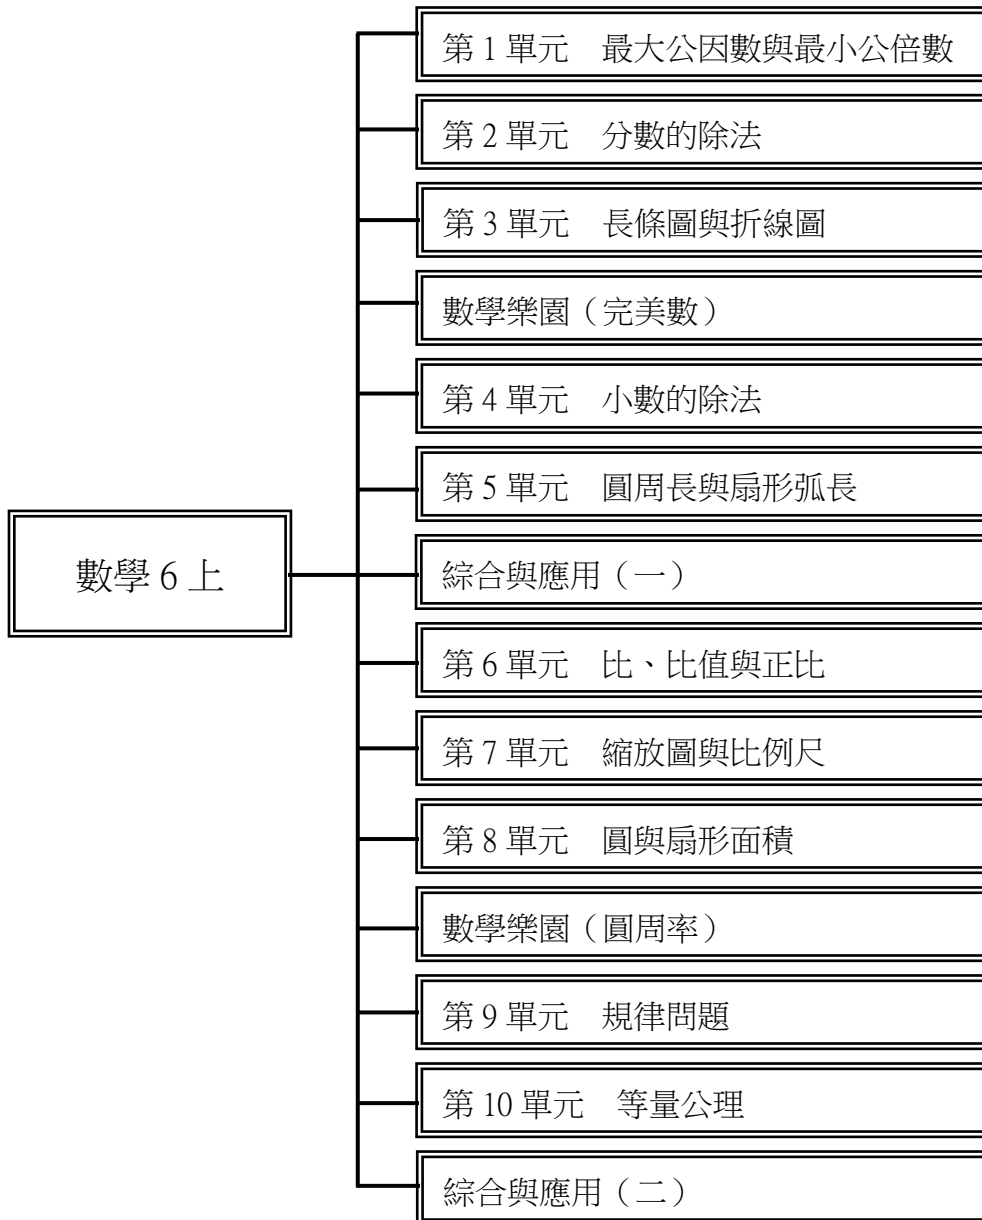 第 1 單元　最大公因數與最小公倍數
第 2 單元　分數的除法
第 3 單元　長條圖與折線圖
數學樂園（完美數）
第 4 單元　小數的除法
第 5 單元　圓周長與扇形弧長
數學 6 上
綜合與應用（一）
第 6 單元　比、比值與正比
第 7 單元　縮放圖與比例尺
第 8 單元　圓與扇形面積
數學樂園（圓周率）
第 9 單元　規律問題
第 10 單元　等量公理
綜合與應用（二）